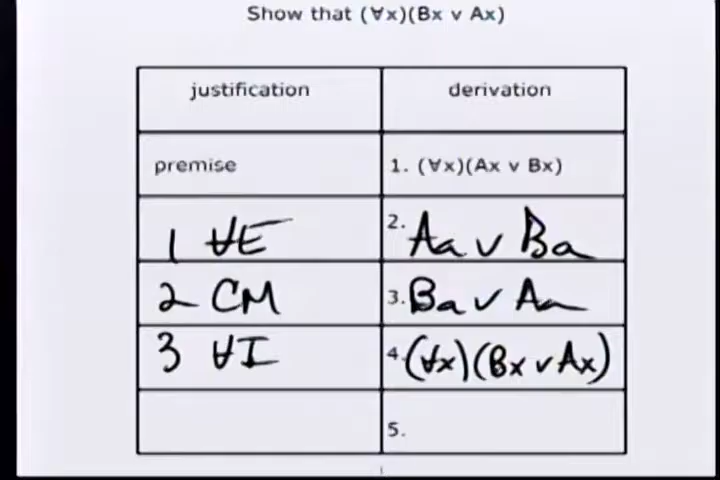 Show that (∀x)(Bx v Ax)
justification derivation
premise 1. (∀x)(Ax v Bx)
1 ∀E 2. Aa v Ba
2 CM 3. Ba v Aa
3 ∀I 4. (∀x)(Bx v Ax)
5.